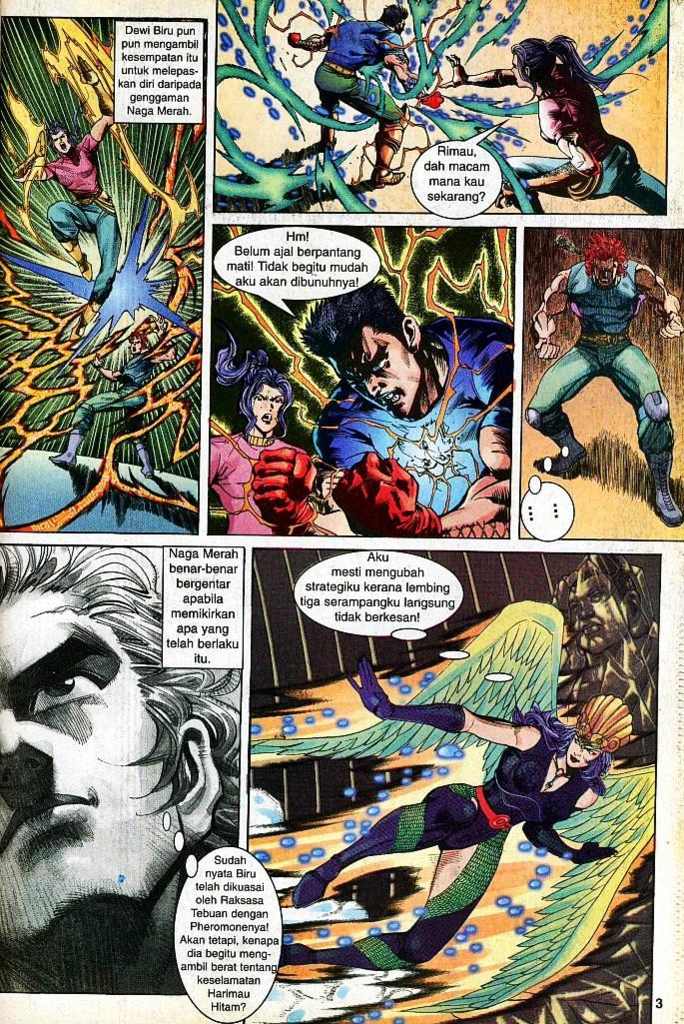 Dewi Biru pun
pun mengambil
kesempatan itu
untuk melepas-
kan diri daripada
genggaman
Naga Merah.
Rimau,
dah macam
mana kau
sekarang?
Hm!
Belum ajal berpantang
mati! Tidak begitu mudah
aku akan dibunuhnya!
...
...
Naga Merah
benar-benar
bergentar
apabila
memikirkan
apa yang
telah berlaku
itu.
Sudah
nyata Biru
telah dikuasai
oleh Raksasa
Tebuan dengan
Pheromonenya!
Akan tetapi, kenapa
dia begitu meng-
ambil berat tentang
keselamatan
Harimau
Hitam?
Aku
mesti mengubah
strategiku kerana lembing
tiga serampangku langsung
tidak berkesan!
3